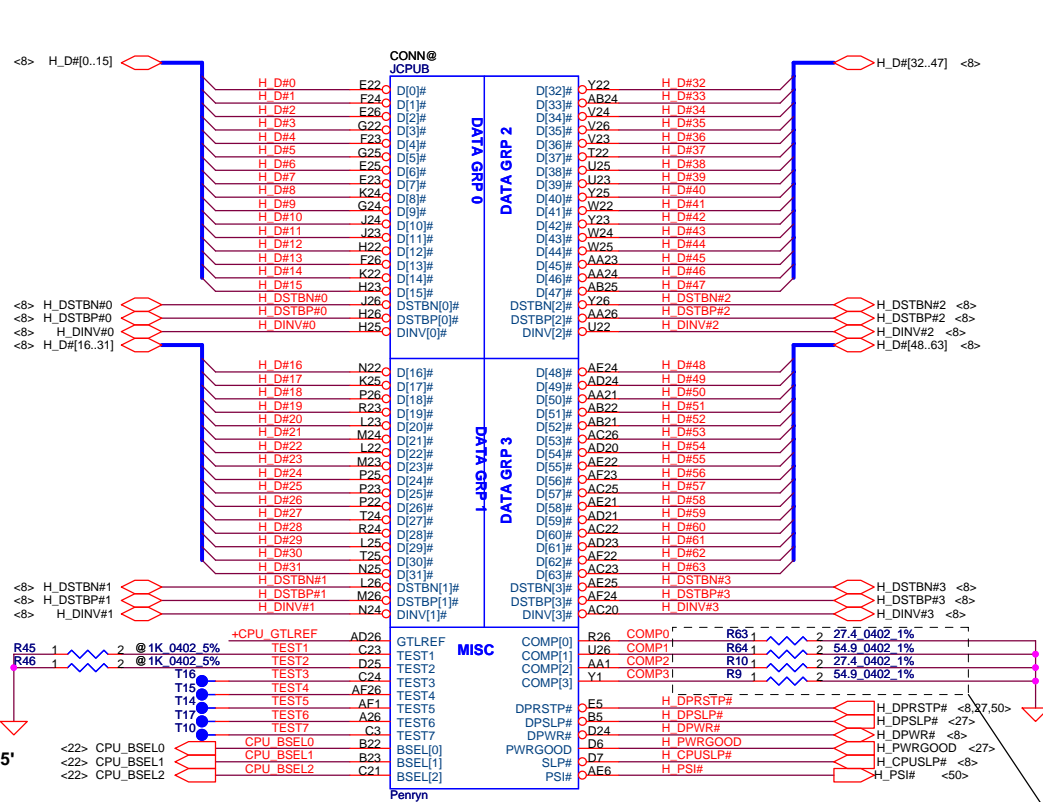 CONN@
JCPUB
<8> H_D#[0..15]
H_D#[32..47] <8>
H_D#0 E22 D[0]# D[32]# Y22 H_D#32
H_D#1 F24 D[1]# D[33]# AB24 H_D#33
H_D#2 E26 D[2]# D[34]# V24 H_D#34
H_D#3 G22 D[3]# D[35]# V26 H_D#35
H_D#4 F23 D[4]# D[36]# V23 H_D#36
H_D#5 G25 D[5]# D[37]# T22 H_D#37
H_D#6 E25 D[6]# D[38]# U25 H_D#38
H_D#7 E23 D[7]# D[39]# U23 H_D#39
H_D#8 K24 D[8]# D[40]# Y25 H_D#40
H_D#9 G24 D[9]# D[41]# W22 H_D#41
H_D#10 J24 D[10]# D[42]# Y23 H_D#42
H_D#11 J23 D[11]# D[43]# W24 H_D#43
H_D#12 H22 D[12]# D[44]# W25 H_D#44
H_D#13 F26 D[13]# D[45]# AA23 H_D#45
H_D#14 K22 D[14]# D[46]# AA24 H_D#46
H_D#15 H23 D[15]# D[47]# AB25 H_D#47
DATA GRP 0
DATA GRP 2
<8> H_DSTBN#0 H_DSTBN#0 J26 DSTBN[0]# DSTBN[2]# Y26 H_DSTBN#2 H_DSTBN#2 <8>
<8> H_DSTBP#0 H_DSTBP#0 H26 DSTBP[0]# DSTBP[2]# AA26 H_DSTBP#2 H_DSTBP#2 <8>
<8> H_DINV#0 H_DINV#0 H25 DINV[0]# DINV[2]# U22 H_DINV#2 H_DINV#2 <8>
<8> H_D#[16..31]
H_D#[48..63] <8>
H_D#16 N22 D[16]# D[48]# AE24 H_D#48
H_D#17 K25 D[17]# D[49]# AD24 H_D#49
H_D#18 P26 D[18]# D[50]# AA21 H_D#50
H_D#19 R23 D[19]# D[51]# AB22 H_D#51
H_D#20 L23 D[20]# D[52]# AB21 H_D#52
H_D#21 M24 D[21]# D[53]# AC26 H_D#53
H_D#22 L22 D[22]# D[54]# AD20 H_D#54
H_D#23 M23 D[23]# D[55]# AE22 H_D#55
H_D#24 P25 D[24]# D[56]# AF23 H_D#56
H_D#25 P23 D[25]# D[57]# AC25 H_D#57
H_D#26 P22 D[26]# D[58]# AE21 H_D#58
H_D#27 T24 D[27]# D[59]# AD21 H_D#59
H_D#28 R24 D[28]# D[60]# AC22 H_D#60
H_D#29 L25 D[29]# D[61]# AD23 H_D#61
H_D#30 T25 D[30]# D[62]# AF22 H_D#62
H_D#31 N25 D[31]# D[63]# AC23 H_D#63
DATA GRP 1
DATA GRP 3
<8> H_DSTBN#1 H_DSTBN#1 L26 DSTBN[1]# DSTBN[3]# AE25 H_DSTBN#3 H_DSTBN#3 <8>
<8> H_DSTBP#1 H_DSTBP#1 M26 DSTBP[1]# DSTBP[3]# AF24 H_DSTBP#3 H_DSTBP#3 <8>
<8> H_DINV#1 H_DINV#1 N24 DINV[1]# DINV[3]# AC20 H_DINV#3 H_DINV#3 <8>
MISC
+CPU_GTLREF AD26 GTLREF COMP[0] R26 COMP0 R63 1 2 27.4_0402_1%
R45 1 2 @1K_0402_5% TEST1 C23 TEST1 COMP[1] U26 COMP1 R64 1 2 54.9_0402_1%
R46 1 2 @1K_0402_5% TEST2 D25 TEST2 COMP[2] AA1 COMP2 R10 1 2 27.4_0402_1%
T16 TEST3 C24 TEST3 COMP[3] Y1 COMP3 R9 1 2 54.9_0402_1%
T15 TEST4 AF26 TEST4
T14 TEST5 AF1 TEST5 DPRSTP# E5 H_DPRSTP# H_DPRSTP# <8,27,50>
T17 TEST6 A26 TEST6 DPSLP# B5 H_DPSLP# H_DPSLP# <27>
T10 TEST7 C3 TEST7 DPWR# D24 H_DPWR# H_DPWR# <8>
<22> CPU_BSEL0 CPU_BSEL0 B22 BSEL[0] PWRGOOD D6 H_PWRGOOD H_PWRGOOD <27>
<22> CPU_BSEL1 CPU_BSEL1 B23 BSEL[1] SLP# D7 H_CPUSLP# H_CPUSLP# <8>
<22> CPU_BSEL2 CPU_BSEL2 C21 BSEL[2] PSI# AE6 H_PSI# H_PSI# <50>
5'
Penryn